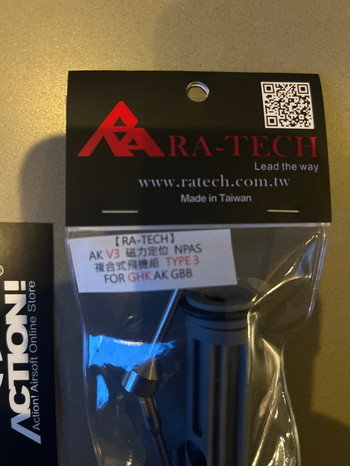 RA-TECH
Lead the way
www.ratech.com.tw
Made in Taiwan
【RA-TECH】
AK V3 磁力定位 NPAS
複合式飛機組 TYPE 3
FOR GHK AK GBB
ACTION!
Action! Airsoft Online Store